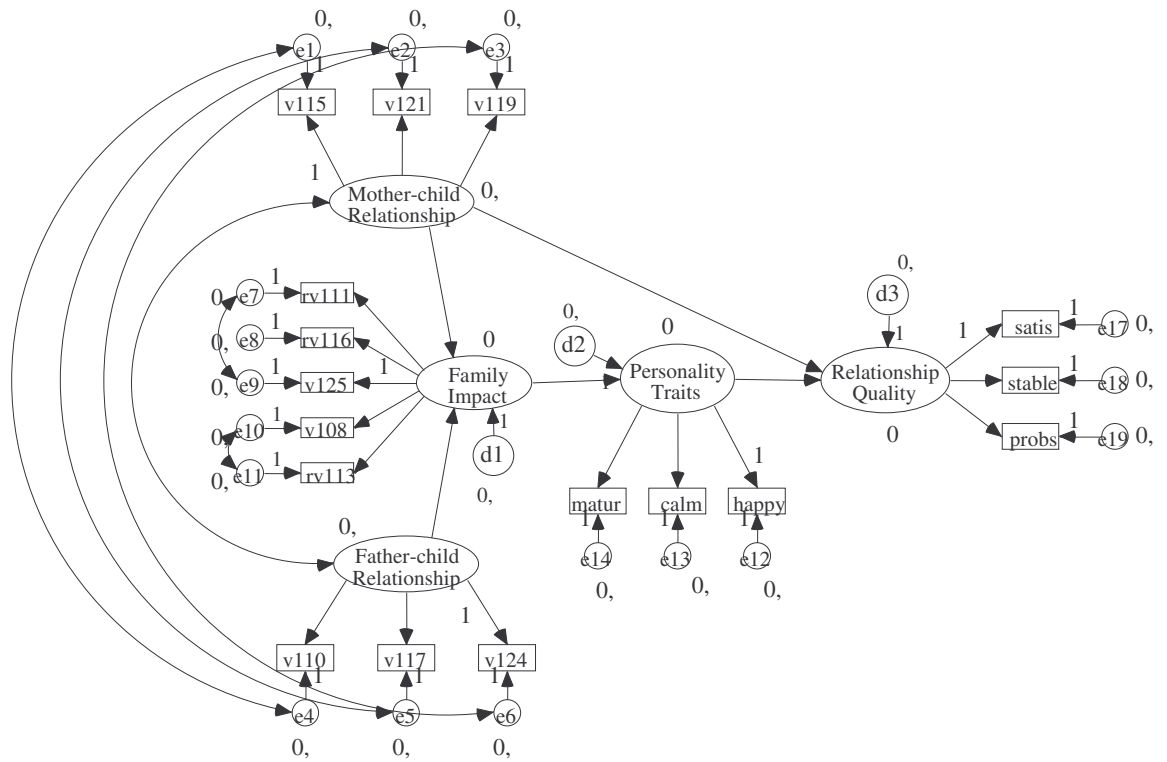 0, 0, 0,
e1 e2 e3
1 1 1
v115 v121 v119
1
Mother-child
Relationship
0,
0, e7 1 rv111
0, e8 1 rv116
0, e9 1 v125 1
0, e10 1 v108
0, e11 1 rv113
0
Family
Impact
1
d1
0,
0,
d2
1
0
Personality
Traits
1
matur calm happy
1 1 1
e14 e13 e12
0, 0, 0,
0,
d3
1
Relationship
Quality
0
1
satis 1 e17 0,
stable 1 e18 0,
probs 1 e19 0,
0,
Father-child
Relationship
1
v110 v117 v124
1 1 1
e4 e5 e6
0, 0, 0,